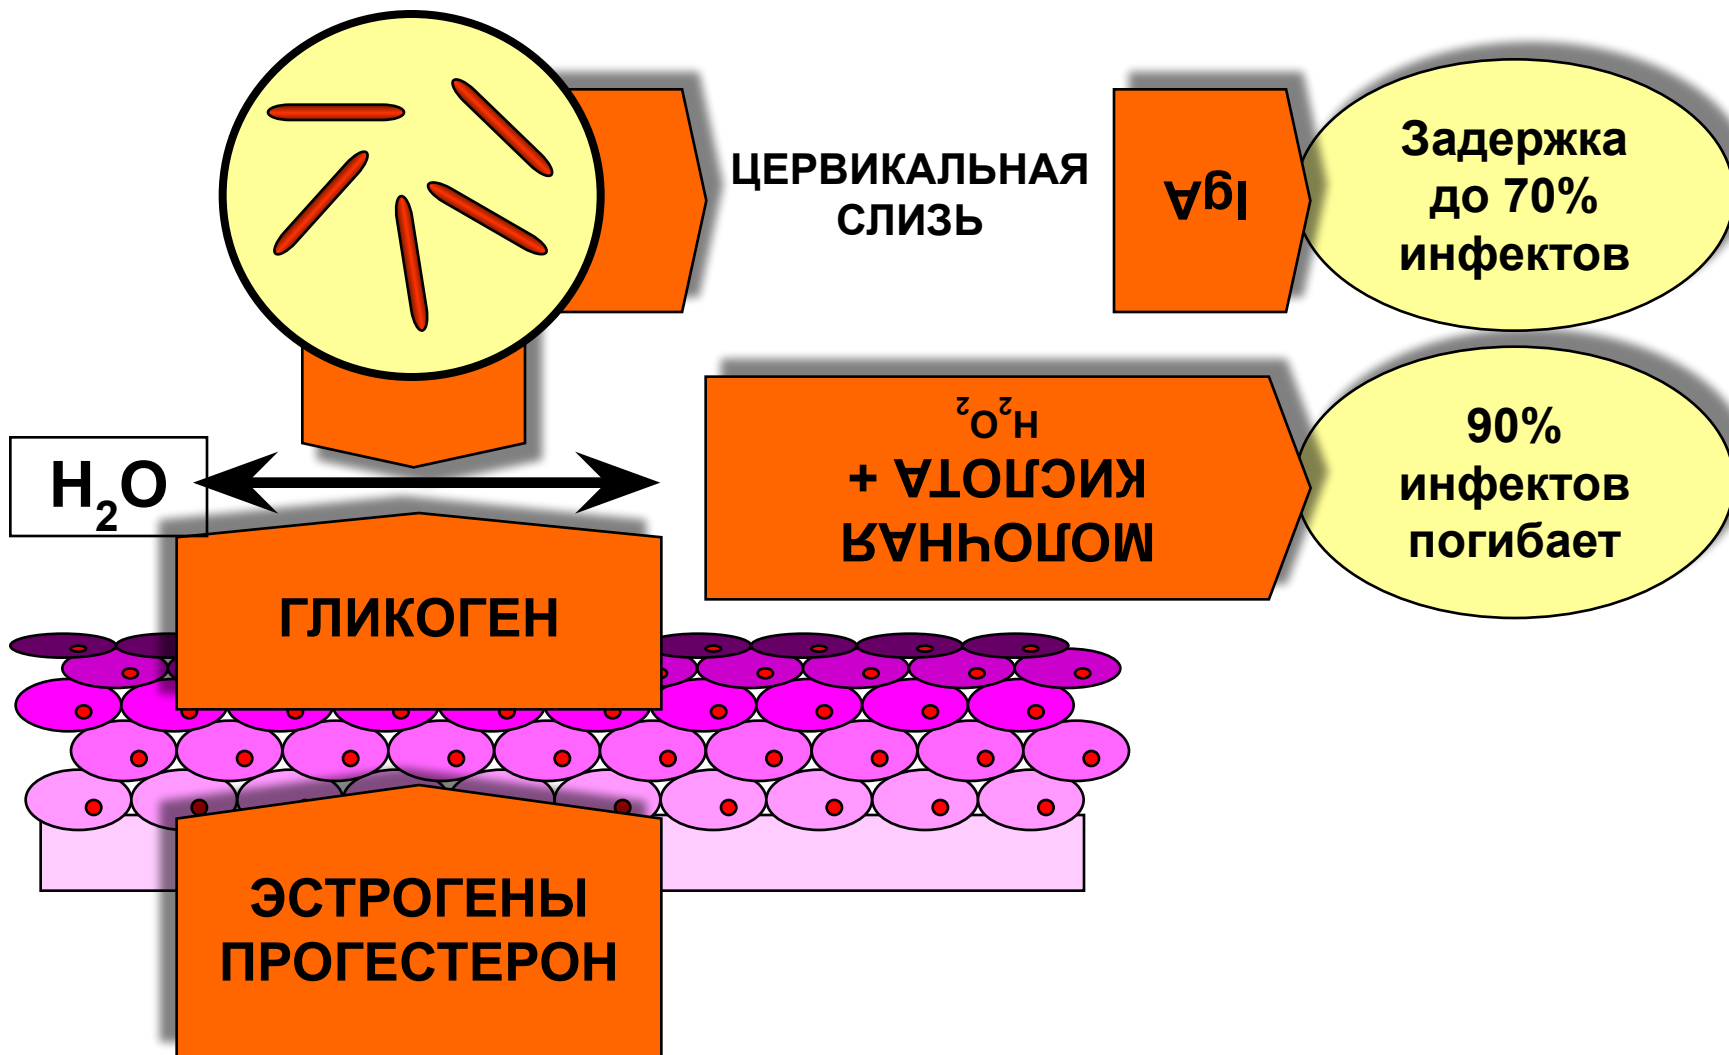 ЦЕРВИКАЛЬНАЯ
СЛИЗЬ
IgA
Задержка
до 70%
инфектов
H₂O
МОЛОЧНАЯ
КИСЛОТА +
H₂O₂
90%
инфектов
погибает
ГЛИКОГЕН
ЭСТРОГЕНЫ
ПРОГЕСТЕРОН